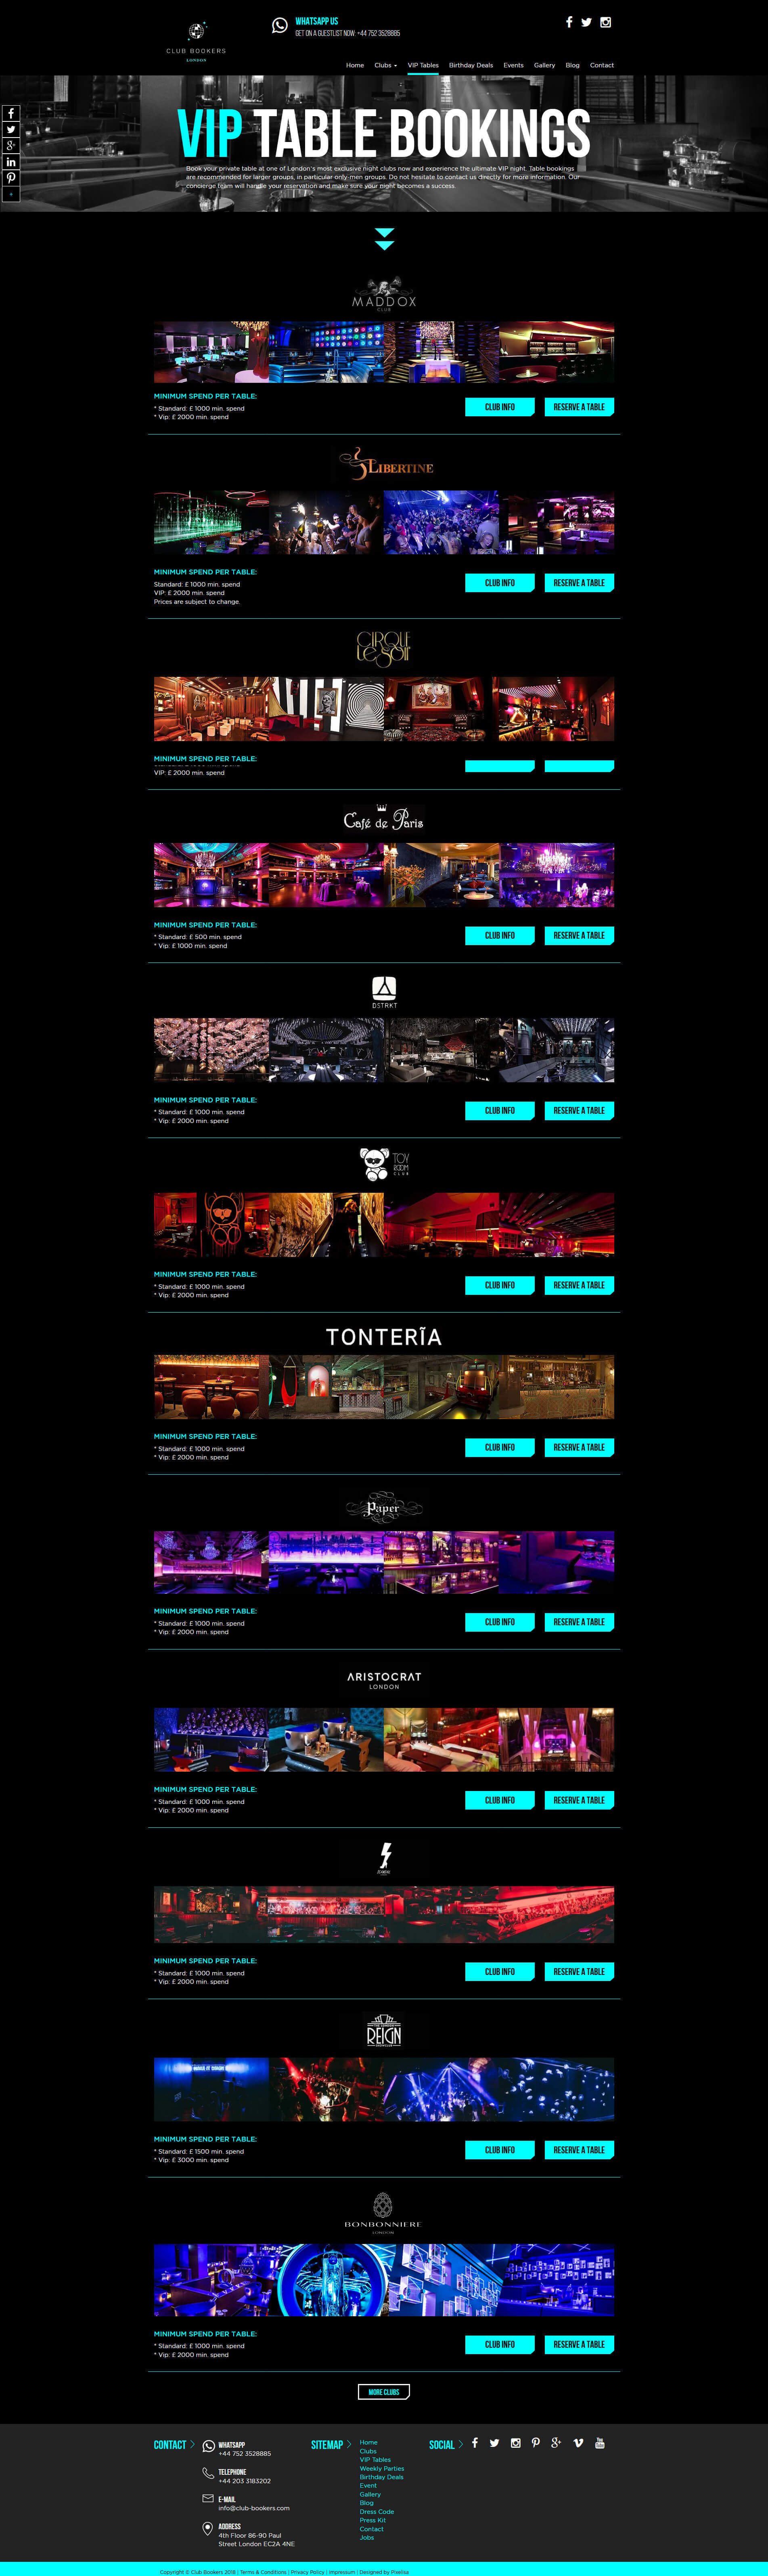 WHATSAPP US
GET ON A GUESTLIST NOW: +44 752 3528885
CLUB BOOKERS
LONDON
Home Clubs VIP Tables Birthday Deals Events Gallery Blog Contact
VIP TABLE BOOKINGS
Book your private table at one of London's most exclusive night clubs now and experience the ultimate VIP night. Table bookings
are recommended for larger groups, in particular only-men groups. Do not hesitate to contact us directly for more information. Our
concierge team will handle your reservation and make sure your night becomes a success.
MADDOX
CLUB
MINIMUM SPEND PER TABLE:
* Standard: £ 1000 min. spend
* Vip: £ 2000 min. spend
CLUB INFO
RESERVE A TABLE
LIBERTINE
MINIMUM SPEND PER TABLE:
Standard: £ 1000 min. spend
VIP: £ 2000 min. spend
Prices are subject to change.
CLUB INFO
RESERVE A TABLE
CIRQUE
LE SOIR
MINIMUM SPEND PER TABLE:
VIP: £ 2000 min. spend
Café de Paris
MINIMUM SPEND PER TABLE:
* Standard: £ 500 min. spend
* Vip: £ 1000 min. spend
CLUB INFO
RESERVE A TABLE
DSTRKT
MINIMUM SPEND PER TABLE:
* Standard: £ 1000 min. spend
* Vip: £ 2000 min. spend
CLUB INFO
RESERVE A TABLE
TOY
ROOM
CLUB
MINIMUM SPEND PER TABLE:
* Standard: £ 1000 min. spend
* Vip: £ 2000 min. spend
CLUB INFO
RESERVE A TABLE
TONTERĨA
MINIMUM SPEND PER TABLE:
* Standard: £ 1000 min. spend
* Vip: £ 2000 min. spend
CLUB INFO
RESERVE A TABLE
Paper
MINIMUM SPEND PER TABLE:
* Standard: £ 1000 min. spend
* Vip: £ 2000 min. spend
CLUB INFO
RESERVE A TABLE
ARISTOCRAT
LONDON
MINIMUM SPEND PER TABLE:
* Standard: £ 1000 min. spend
* Vip: £ 2000 min. spend
CLUB INFO
RESERVE A TABLE
MINIMUM SPEND PER TABLE:
* Standard: £ 1000 min. spend
* Vip: £ 2000 min. spend
CLUB INFO
RESERVE A TABLE
REIGN
MINIMUM SPEND PER TABLE:
* Standard: £ 1500 min. spend
* Vip: £ 3000 min. spend
CLUB INFO
RESERVE A TABLE
BONBONNIERE
LONDON
MINIMUM SPEND PER TABLE:
* Standard: £ 1000 min. spend
* Vip: £ 2000 min. spend
CLUB INFO
RESERVE A TABLE
MORE CLUBS
CONTACT
WHATSAPP
+44 752 3528885
TELEPHONE
+44 203 3183202
E-MAIL
info@club-bookers.com
ADDRESS
4th Floor 86-90 Paul
Street London EC2A 4NE
SITEMAP
Home
Clubs
VIP Tables
Weekly Parties
Birthday Deals
Event
Gallery
Blog
Dress Code
Press Kit
Contact
Jobs
SOCIAL
Copyright © Club Bookers 2018 | Terms & Conditions | Privacy Policy | Impressum | Designed by Pixelisa